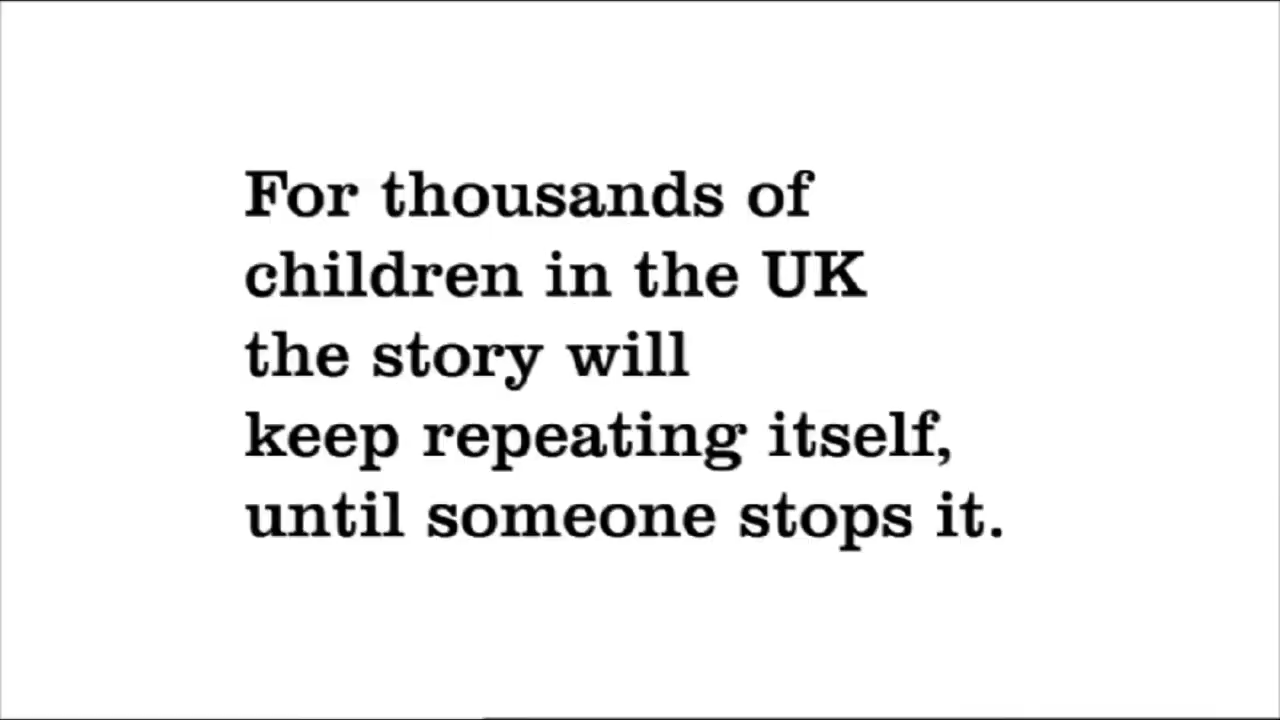 For thousands of
children in the UK
the story will
keep repeating itself,
until someone stops it.